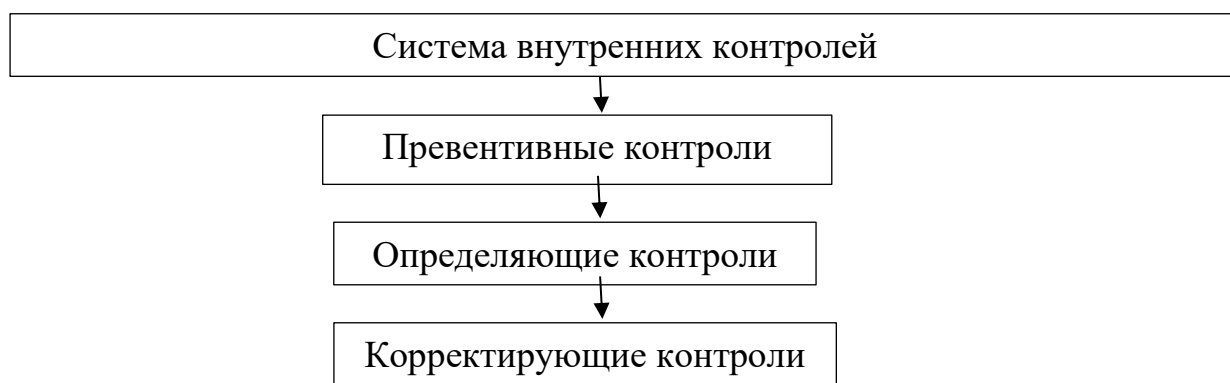 Система внутренних контролей
Превентивные контроли
Определяющие контроли
Корректирующие контроли